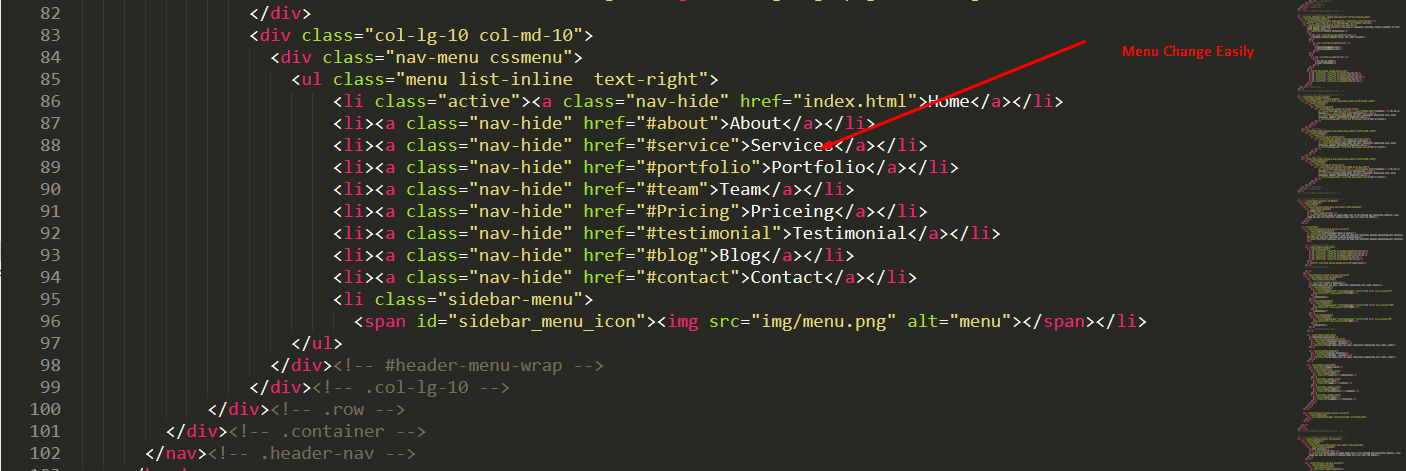 82 </div>
83 <div class="col-lg-10 col-md-10">
Menu Change Easily
84 <div class="nav-menu cssmenu">
85 <ul class="menu list-inline  text-right">
86 <li class="active"><a class="nav-hide" href="index.html">Home</a></li>
87 <li><a class="nav-hide" href="#about">About</a></li>
88 <li><a class="nav-hide" href="#service">Services</a></li>
89 <li><a class="nav-hide" href="#portfolio">Portfolio</a></li>
90 <li><a class="nav-hide" href="#team">Team</a></li>
91 <li><a class="nav-hide" href="#Pricing">Priceing</a></li>
92 <li><a class="nav-hide" href="#testimonial">Testimonial</a></li>
93 <li><a class="nav-hide" href="#blog">Blog</a></li>
94 <li><a class="nav-hide" href="#contact">Contact</a></li>
95 <li class="sidebar-menu">
96 <span id="sidebar_menu_icon"><img src="img/menu.png" alt="menu"></span></li>
97 </ul>
98 </div><!-- #header-menu-wrap -->
99 </div><!-- .col-lg-10 -->
100 </div><!-- .row -->
101 </div><!-- .container -->
102 </nav><!-- .header-nav -->